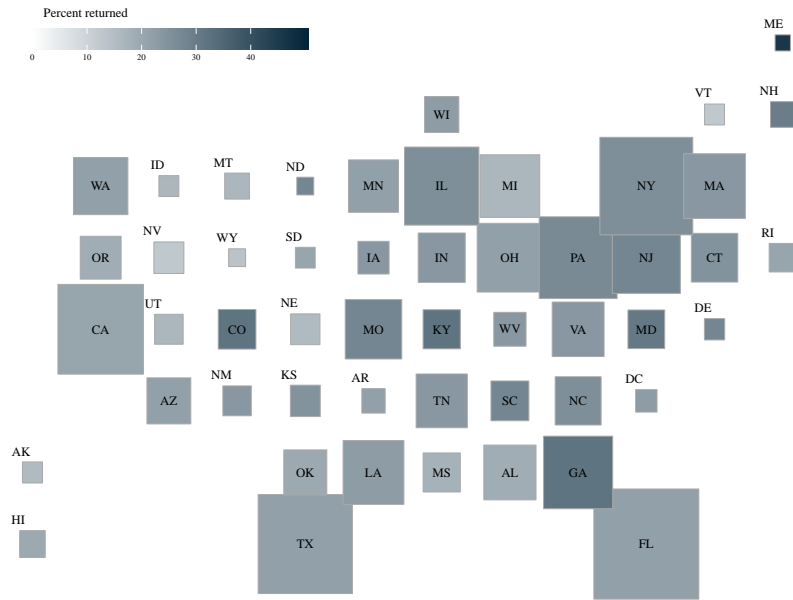 Percent returned
0 10 20 30 40
ME
VT NH
WI
WA ID MT ND MN IL MI NY MA
OR NV WY SD IA IN OH PA NJ CT RI
CA UT CO NE MO KY WV VA MD DE
AZ NM KS AR TN SC NC DC
AK OK LA MS AL GA
HI TX FL